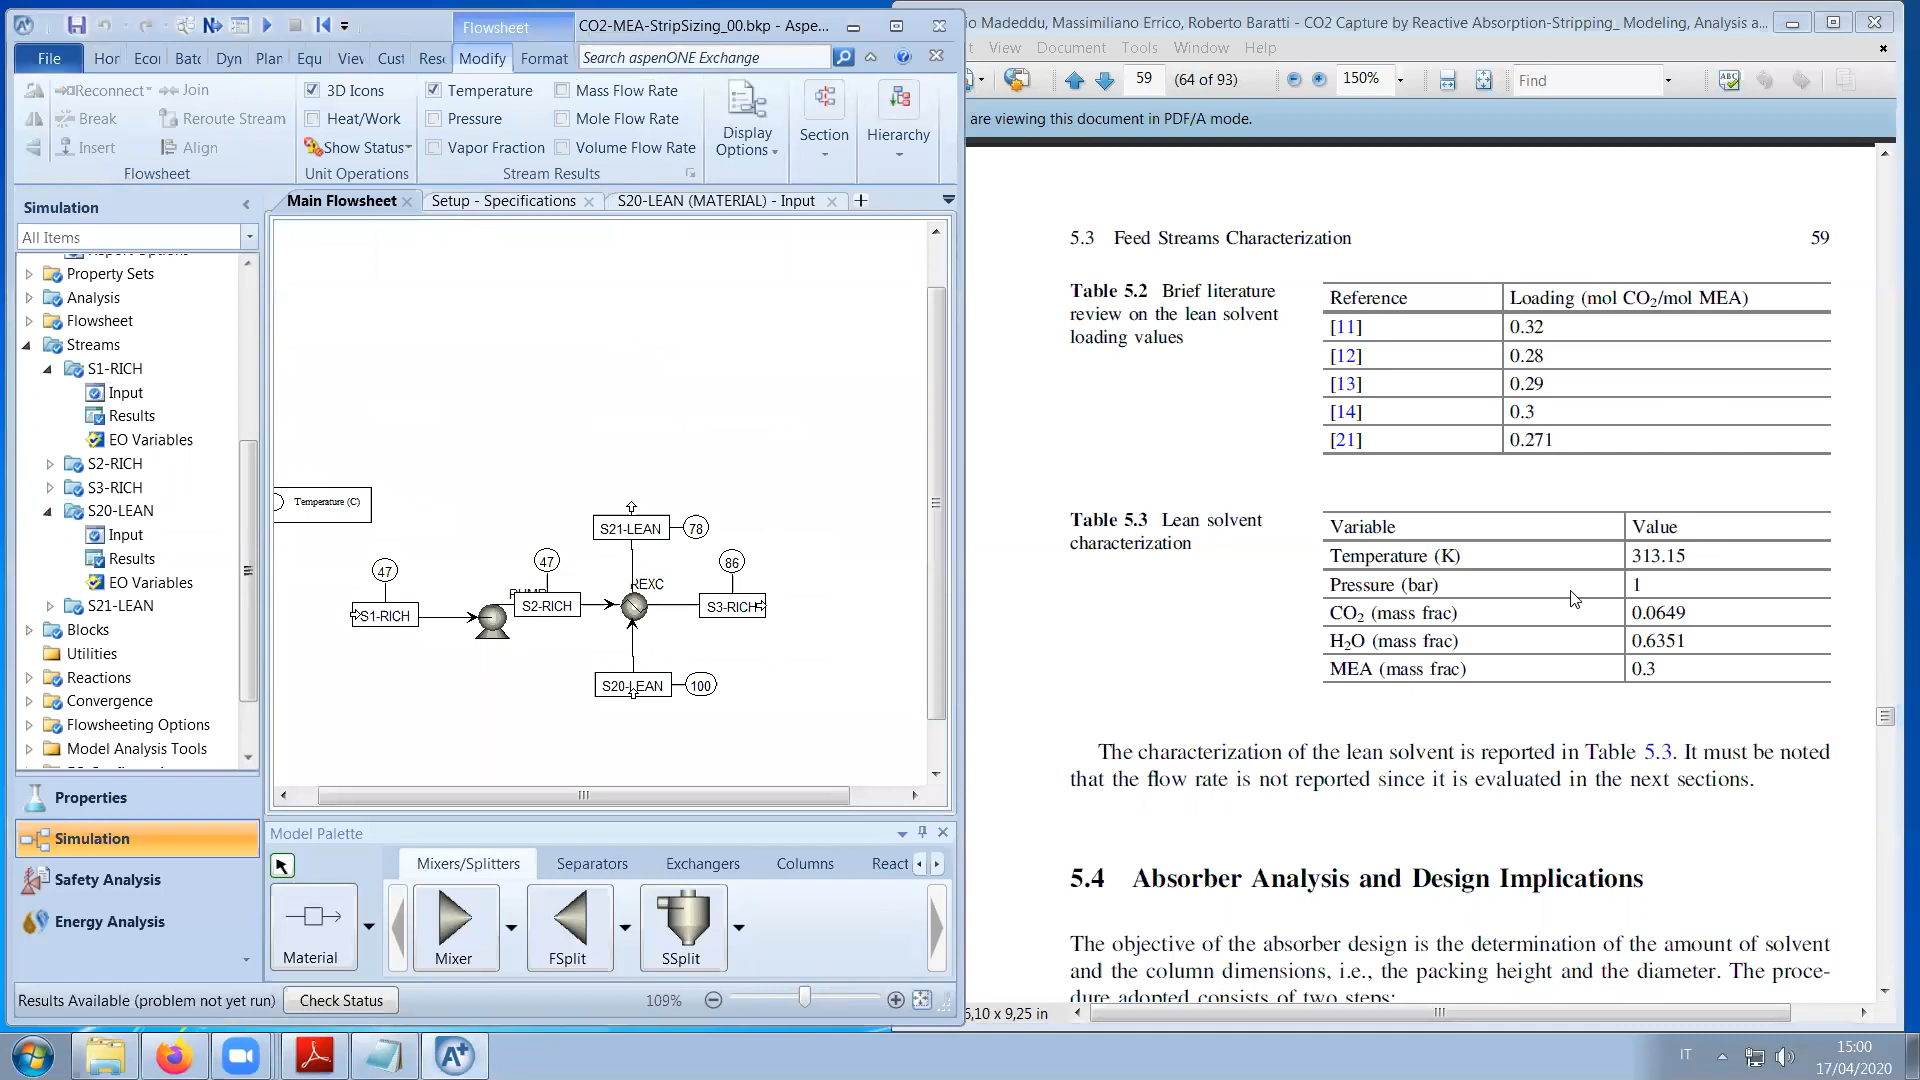 Flowsheet
CO2-MEA-StripSizing_00.bkp - Aspe...
File
Hor
Eco
Batc
Dyn
Plan
Equ
View
Cust
Reso
Modify
Format
Search aspenONE Exchange
Reconnect
Join
Break
Reroute Stream
Insert
Align
Flowsheet
3D Icons
Heat/Work
Show Status
Unit Operations
Temperature
Mass Flow Rate
Pressure
Mole Flow Rate
Vapor Fraction
Volume Flow Rate
Stream Results
Display
Options
Section
Hierarchy
Simulation
All Items
Report Options
Property Sets
Analysis
Flowsheet
Streams
S1-RICH
Input
Results
EO Variables
S2-RICH
S3-RICH
S20-LEAN
Input
Results
EO Variables
S21-LEAN
Blocks
Utilities
Reactions
Convergence
Flowsheeting Options
Model Analysis Tools
Properties
Simulation
Safety Analysis
Energy Analysis
Main Flowsheet
Setup - Specifications
S20-LEAN (MATERIAL) - Input
Temperature (C)
S21-LEAN
78
47
47
86
S1-RICH
S2-RICH
S3-RICH
S20-LEAN
100
Model Palette
Mixers/Splitters
Separators
Exchangers
Columns
React
Material
Mixer
FSplit
SSplit
Results Available (problem not yet run)
Check Status
109%
io Madeddu, Massimiliano Errico, Roberto Baratti - CO2 Capture by Reactive Absorption-Stripping_ Modeling, Analysis a...
t View Document Tools Window Help
59
(64 of 93)
150%
Find
are viewing this document in PDF/A mode.
5.3 Feed Streams Characterization
59
Table 5.2 Brief literature
review on the lean solvent
loading values
Reference
Loading (mol CO₂/mol MEA)
[11]
0.32
[12]
0.28
[13]
0.29
[14]
0.3
[21]
0.271
Table 5.3 Lean solvent
characterization
Variable
Value
Temperature (K)
313.15
Pressure (bar)
1
CO₂ (mass frac)
0.0649
H₂O (mass frac)
0.6351
MEA (mass frac)
0.3
The characterization of the lean solvent is reported in Table 5.3. It must be noted
that the flow rate is not reported since it is evaluated in the next sections.
5.4 Absorber Analysis and Design Implications
The objective of the absorber design is the determination of the amount of solvent
and the column dimensions, i.e., the packing height and the diameter. The proce-
dure adopted consists of two steps:
6,10 x 9,25 in
IT
15:00
17/04/2020